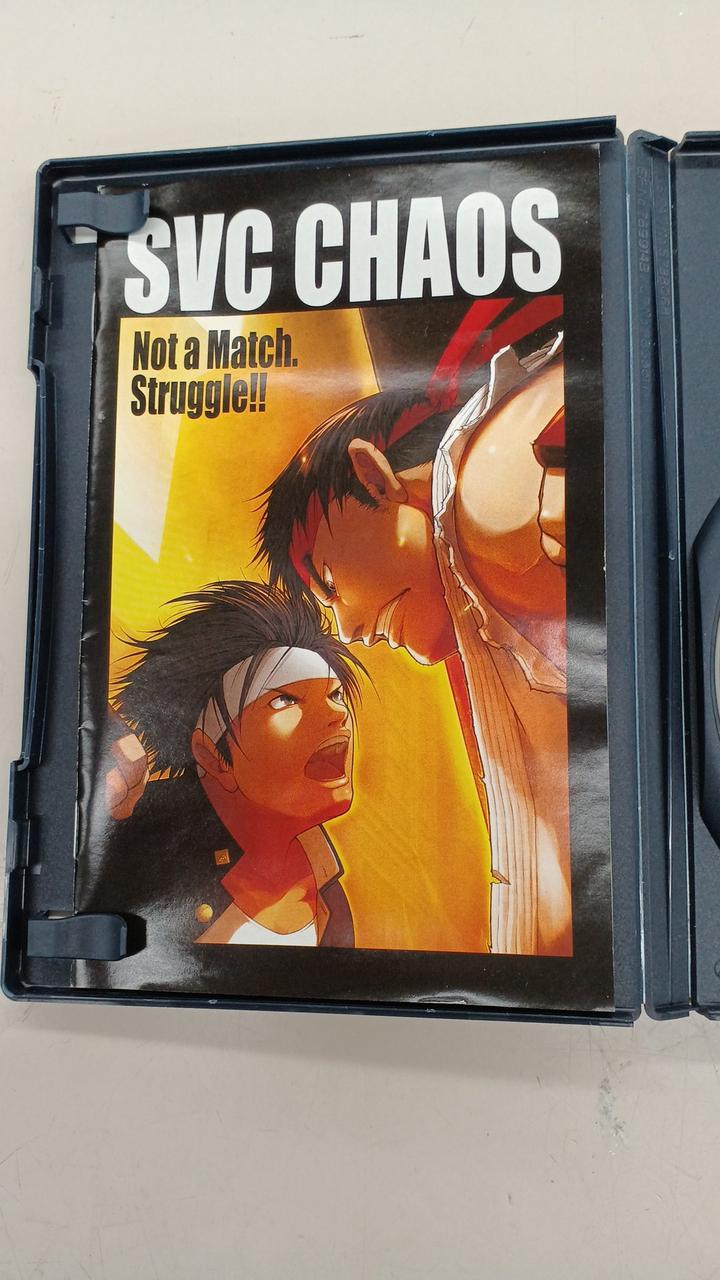 SVC CHAOS
Not a Match.
Struggle!!